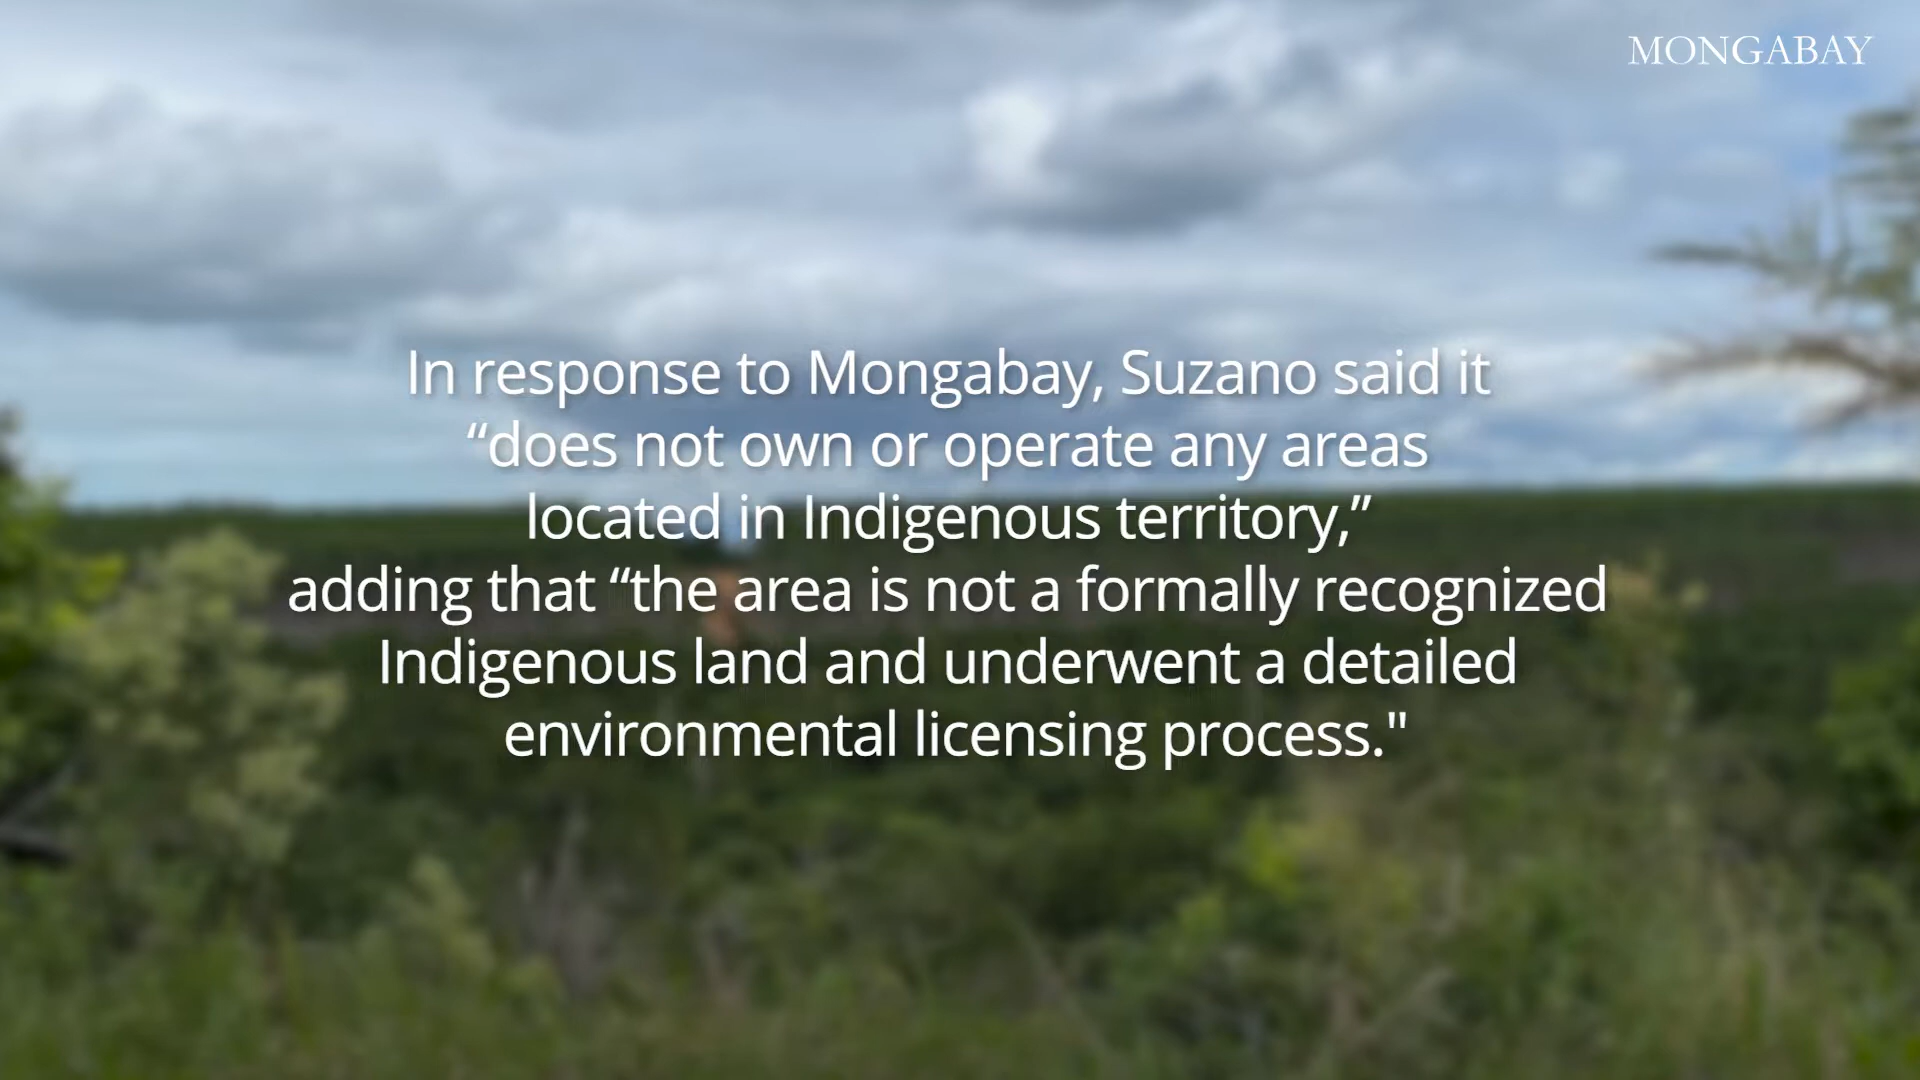 MONGABAY
In response to Mongabay, Suzano said it
“does not own or operate any areas
located in Indigenous territory,”
adding that “the area is not a formally recognized
Indigenous land and underwent a detailed
environmental licensing process."